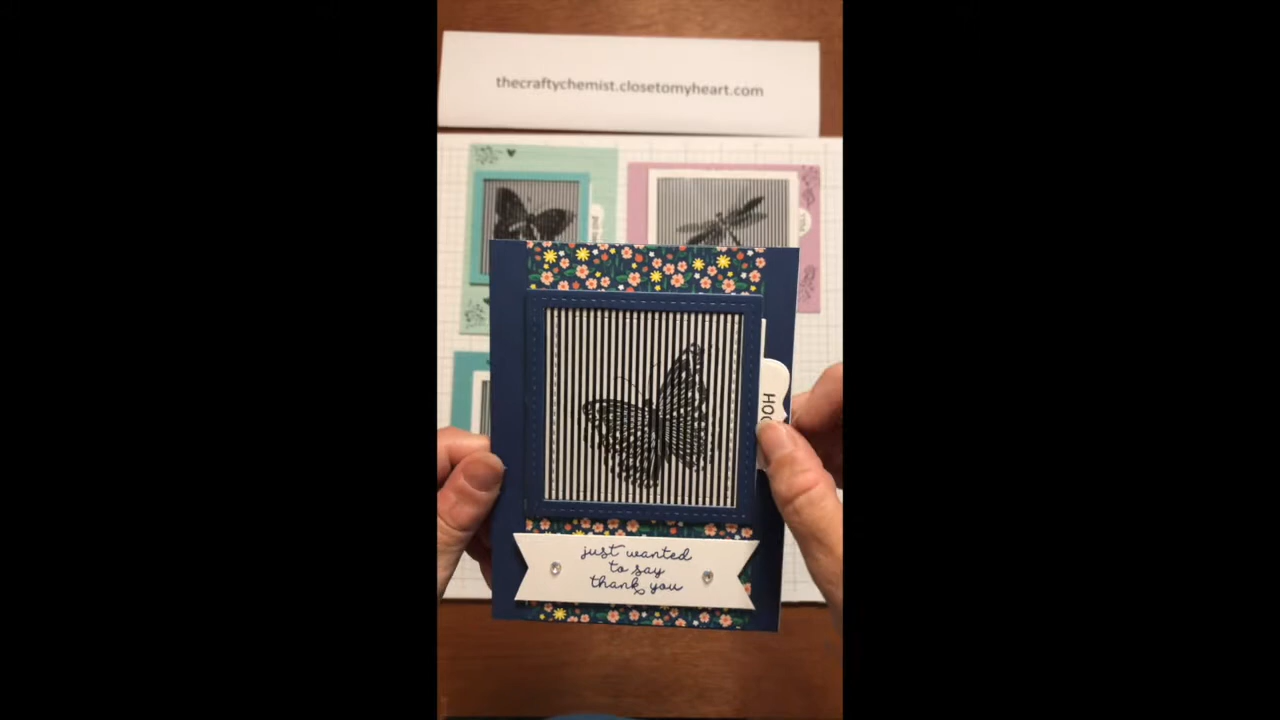 thecraftychemist.closetomyheart.com
just wanted
to say
thank you